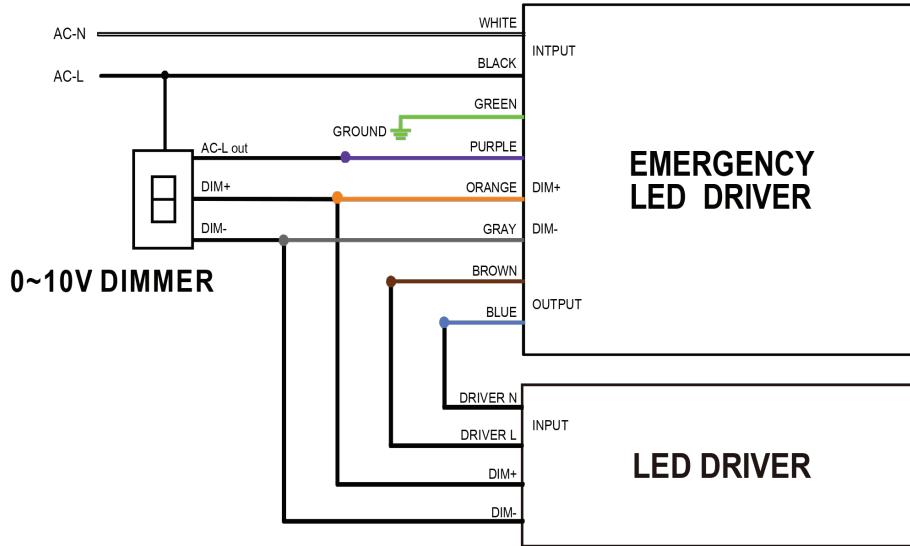 WHITE
AC-N
INTPUT
BLACK
AC-L
GREEN
GROUND
AC-L out
PURPLE
EMERGENCY
LED DRIVER
DIM+
ORANGE
DIM+
DIM-
GRAY
DIM-
0~10V DIMMER
BROWN
OUTPUT
BLUE
DRIVER N
INPUT
DRIVER L
LED DRIVER
DIM+
DIM-